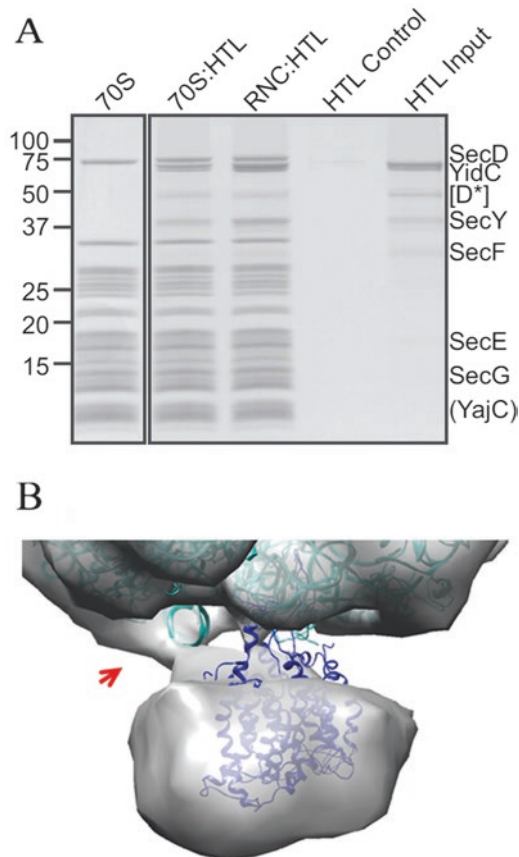 A
70S
70S:HTL
RNC:HTL
HTL Control
HTL Input
100
75
50
37
25
20
15
SecD
YidC
[D*]
SecY
SecF
SecE
SecG
(YajC)
B